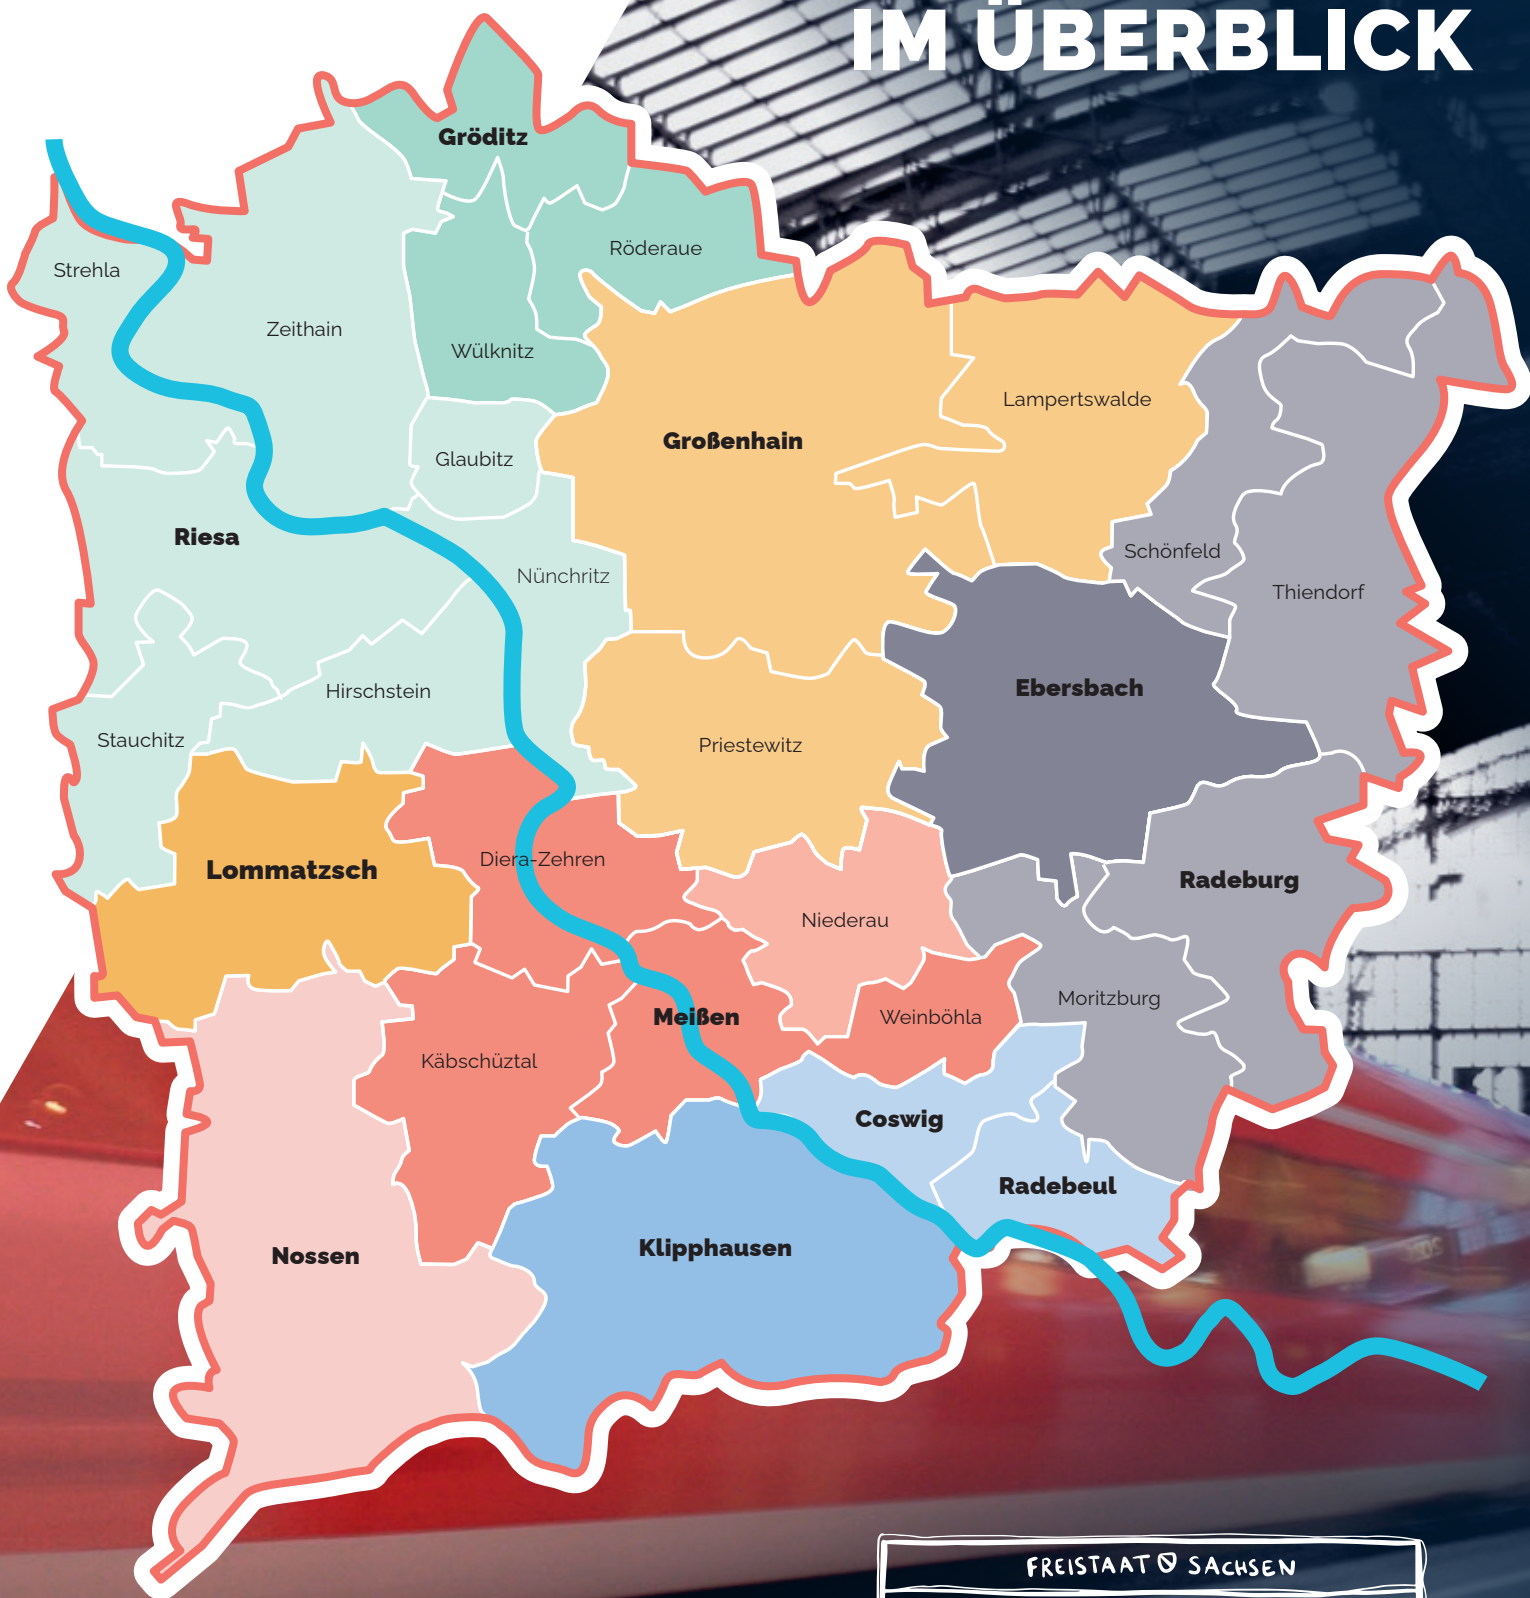 IM ÜBERBLICK
Gröditz
Röderaue
Strehla
Zeithain
Wülknitz
Lampertswalde
Großenhain
Glaubitz
Riesa
Schönfeld
Nünchritz
Thiendorf
Ebersbach
Hirschstein
Stauchitz
Priestewitz
Diera-Zehren
Lommatzsch
Radeburg
Niederau
Moritzburg
Meißen
Weinböhla
Käbschüztal
Coswig
Radebeul
Klipphausen
Nossen
FREISTAAT SACHSEN